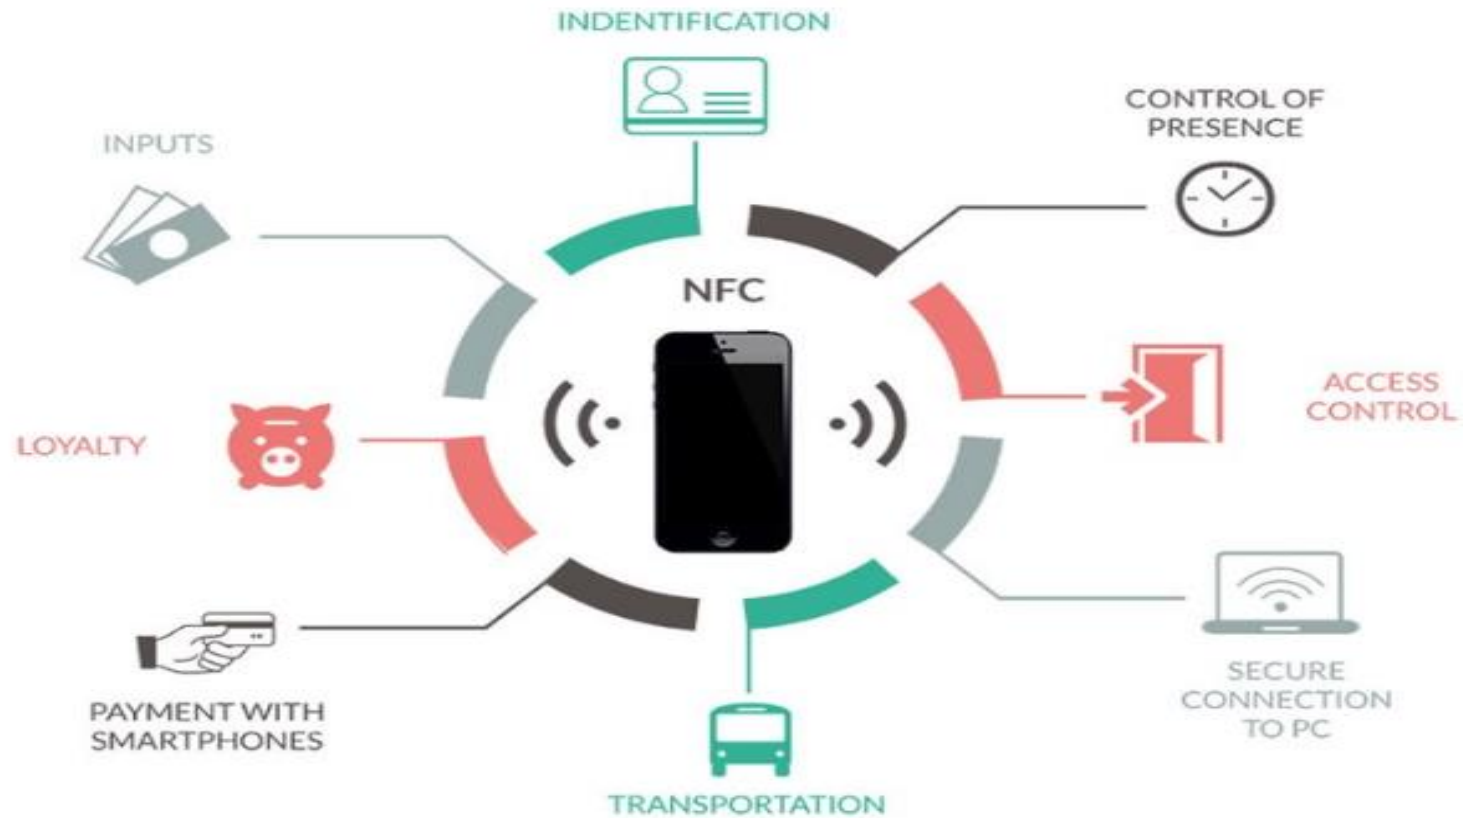 INDENTIFICATION
CONTROL OF
PRESENCE
INPUTS
NFC
ACCESS
CONTROL
LOYALTY
SECURE
CONNECTION
TO PC
PAYMENT WITH
SMARTPHONES
TRANSPORTATION